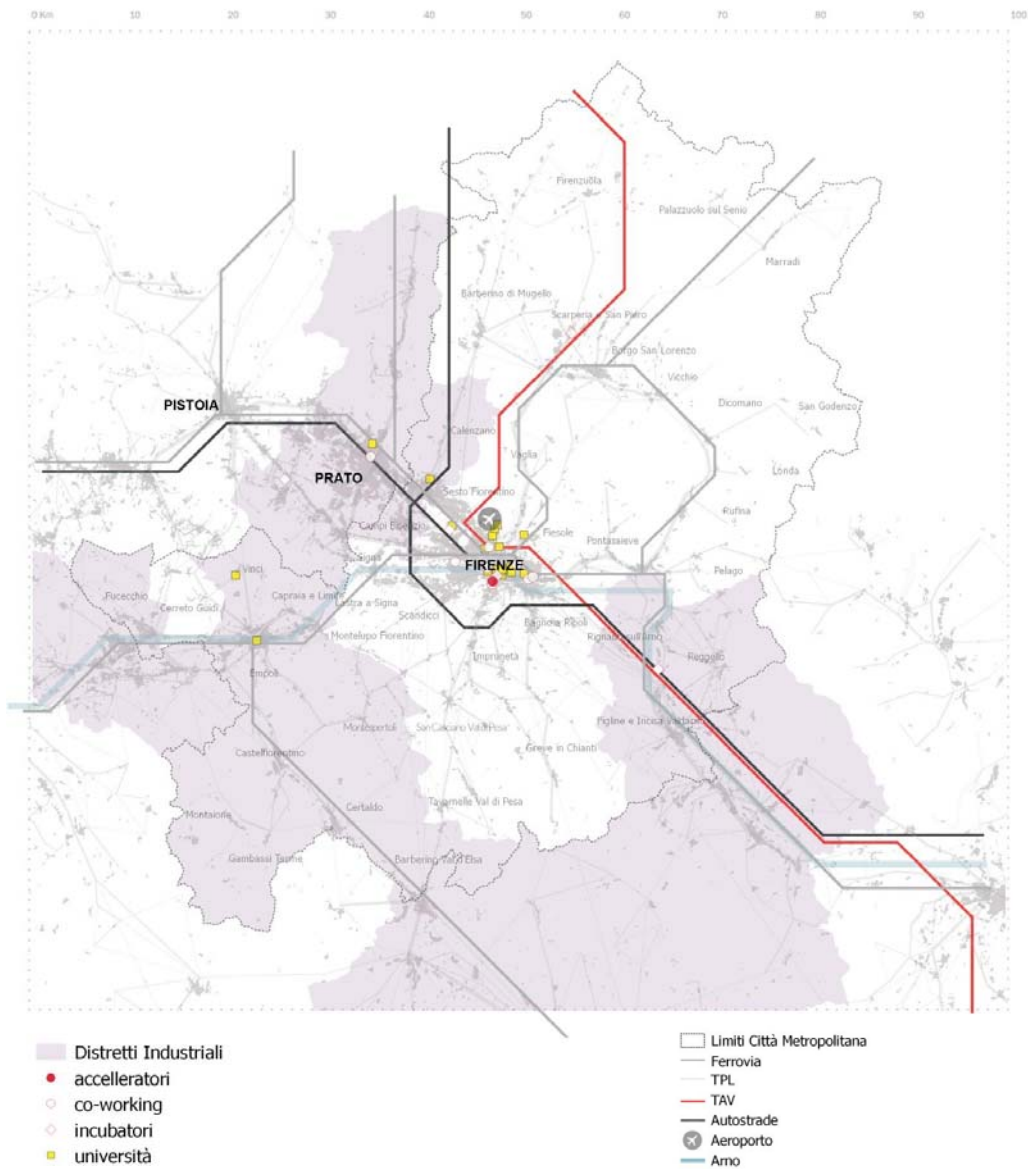 0 Km 10 20 30 40 50 60 70 80 90 100
Firenzuola
Palazzuolo sul Senio
Marradi
Barberino di Mugello
Scarperia e San Piero
Borgo San Lorenzo
Vicchio
PISTOIA
Dicomano
San Godenzo
Calenzano
Vaglia
PRATO
Londa
Sesto Fiorentino
Rufina
Campi Bisenzio
Fiesole
Pontassieve
Signa
FIRENZE
Pelago
Vinci
Fucecchio
Capraia e Limite
Cerreto Guidi
Lastra a Signa
Scandicci
Bagno a Ripoli
Montelupo Fiorentino
Rignano sull'Arno
Impruneta
Reggello
Empoli
Montespertoli
San Casciano Val di Pesa
Figline e Incisa Valdarno
Greve in Chianti
Castelfiorentino
Certaldo
Tavarnelle Val di Pesa
Montaione
Gambassi Terme
Barberino Val d'Elsa
Distretti Industriali
accelleratori
co-working
incubatori
università
Limiti Città Metropolitana
Ferrovia
TPL
TAV
Autostrade
Aeroporto
Arno